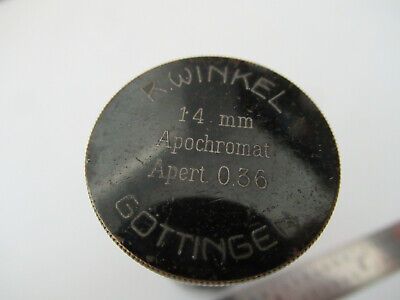 R. WINKEL
14 mm
Apochromat
Apert 0.36
GÖTTINGEN